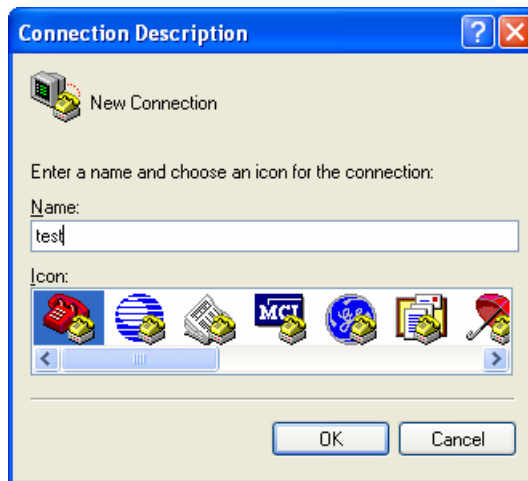 Connection Description
New Connection
Enter a name and choose an icon for the connection:
Name:
test
Icon:
MCI
OK
Cancel